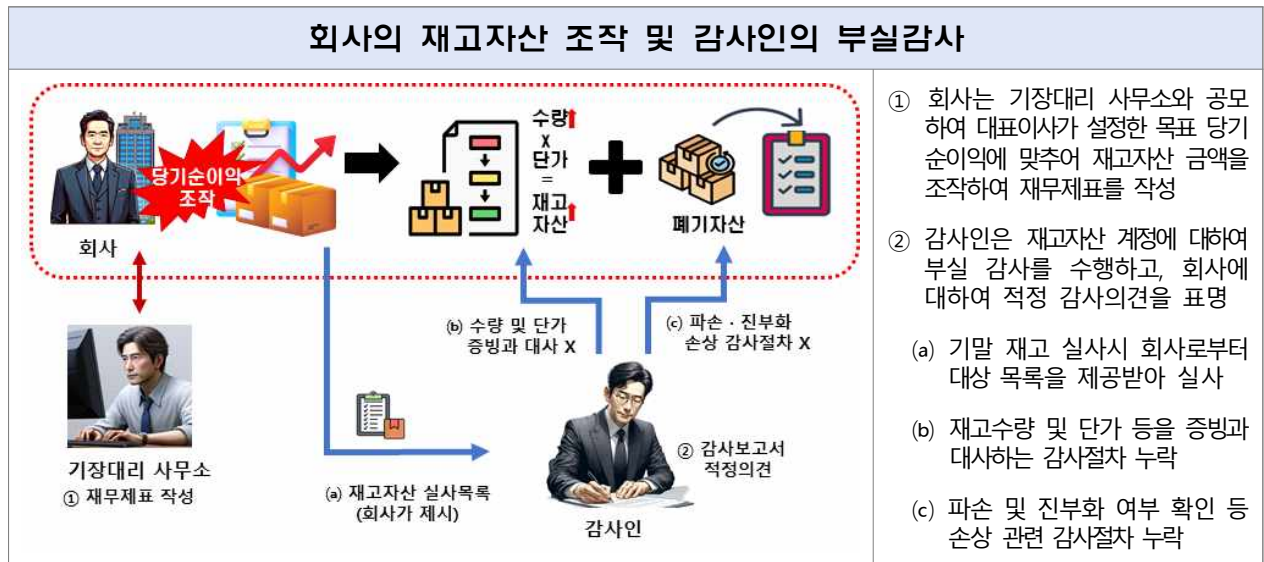 회사의 재고자산 조작 및 감사인의 부실감사
당기순이익
조작
회사
수량
x
단가
=
재고
자산
폐기자산
(b) 수량 및 단가
증빙과 대사 X
(c) 파손 · 진부화
손상 감사절차 X
기장대리 사무소
① 재무제표 작성
(a) 재고자산 실사목록
(회사가 제시)
② 감사보고서
적정의견
감사인
① 회사는 기장대리 사무소와 공모
하여 대표이사가 설정한 목표 당기
순이익에 맞추어 재고자산 금액을
조작하여 재무제표를 작성
② 감사인은 재고자산 계정에 대하여
부실 감사를 수행하고, 회사에
대하여 적정 감사의견을 표명
(a) 기말 재고 실사시 회사로부터
대상 목록을 제공받아 실사
(b) 재고수량 및 단가 등을 증빙과
대사하는 감사절차 누락
(c) 파손 및 진부화 여부 확인 등
손상 관련 감사절차 누락